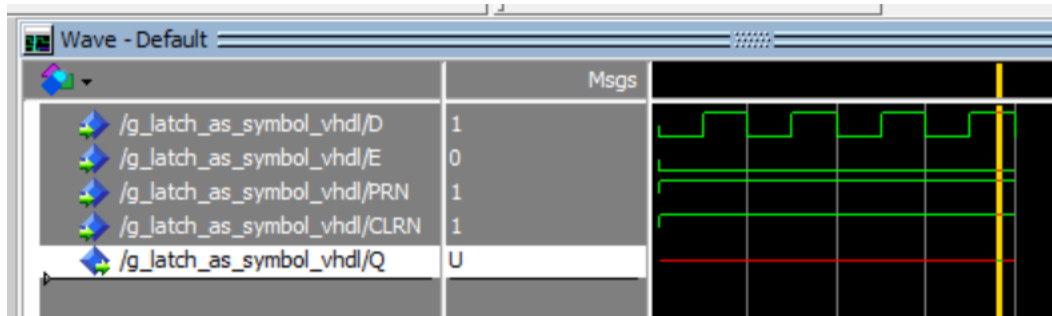 Wave - Default
Msgs
/g_latch_as_symbol_vhdl/D 1
/g_latch_as_symbol_vhdl/E 0
/g_latch_as_symbol_vhdl/PRN 1
/g_latch_as_symbol_vhdl/CLRN 1
/g_latch_as_symbol_vhdl/Q U